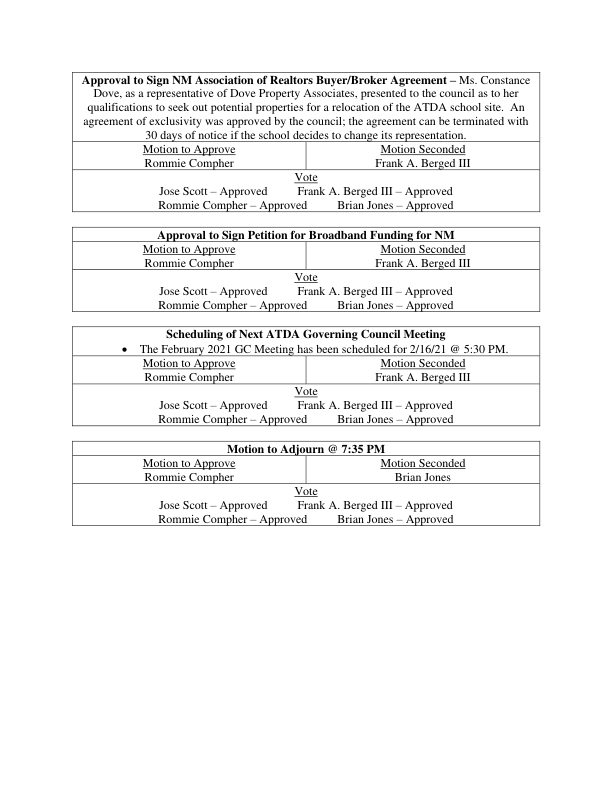 Approval to Sign NM Association of Realtors Buyer/Broker Agreement – Ms. Constance
Dove, as a representative of Dove Property Associates, presented to the council as to her
qualifications to seek out potential properties for a relocation of the ATDA school site.  An
agreement of exclusivity was approved by the council; the agreement can be terminated with
30 days of notice if the school decides to change its representation.
Motion to Approve Motion Seconded
Rommie Compher Frank A. Berged III
Vote
Jose Scott – Approved Frank A. Berged III – Approved
Rommie Compher – Approved Brian Jones – Approved
Approval to Sign Petition for Broadband Funding for NM
Motion to Approve Motion Seconded
Rommie Compher Frank A. Berged III
Vote
Jose Scott – Approved Frank A. Berged III – Approved
Rommie Compher – Approved Brian Jones – Approved
Scheduling of Next ATDA Governing Council Meeting
• The February 2021 GC Meeting has been scheduled for 2/16/21 @ 5:30 PM.
Motion to Approve Motion Seconded
Rommie Compher Frank A. Berged III
Vote
Jose Scott – Approved Frank A. Berged III – Approved
Rommie Compher – Approved Brian Jones – Approved
Motion to Adjourn @ 7:35 PM
Motion to Approve Motion Seconded
Rommie Compher Brian Jones
Vote
Jose Scott – Approved Frank A. Berged III – Approved
Rommie Compher – Approved Brian Jones – Approved